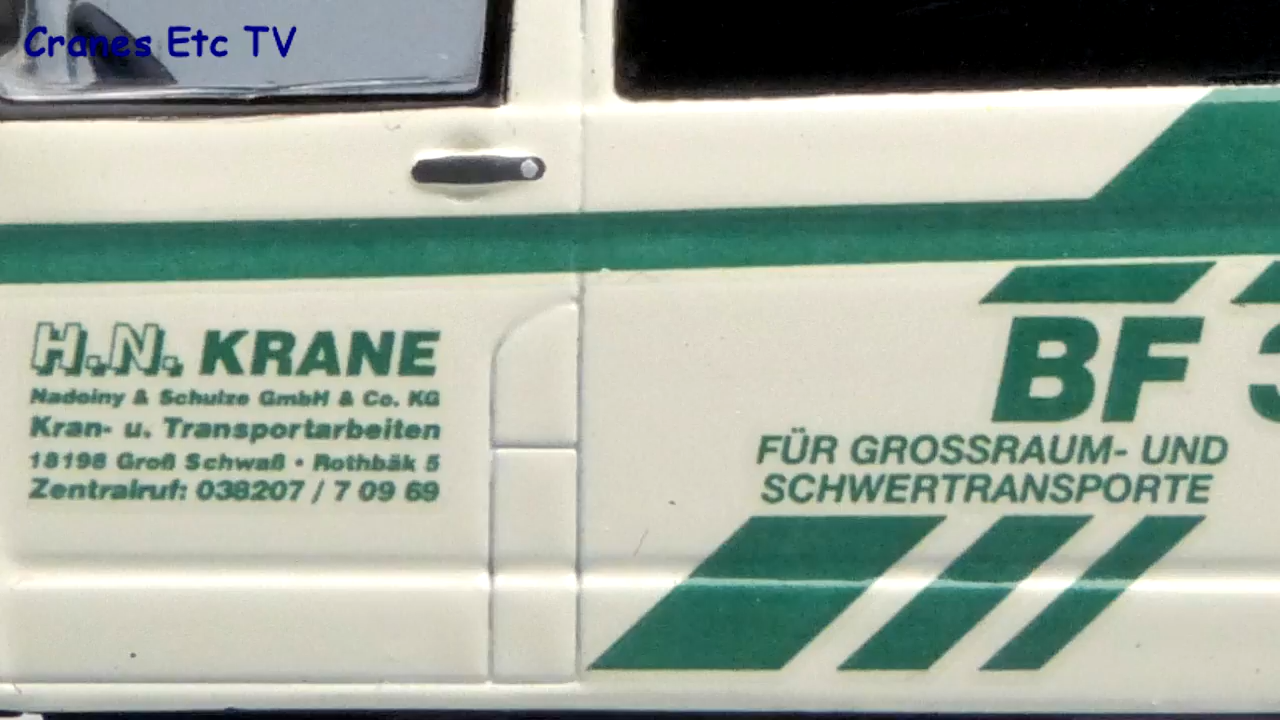 Cranes Etc TV
H.N. KRANE
Nadoiny & Schulze GmbH & Co. KG
Kran- u. Transportarbeiten
18198 Groß Schwaß • Rothbäk 5
Zentralruf: 038207 / 7 09 69
BF 3
FÜR GROSSRAUM- UND
SCHWERTRANSPORTE